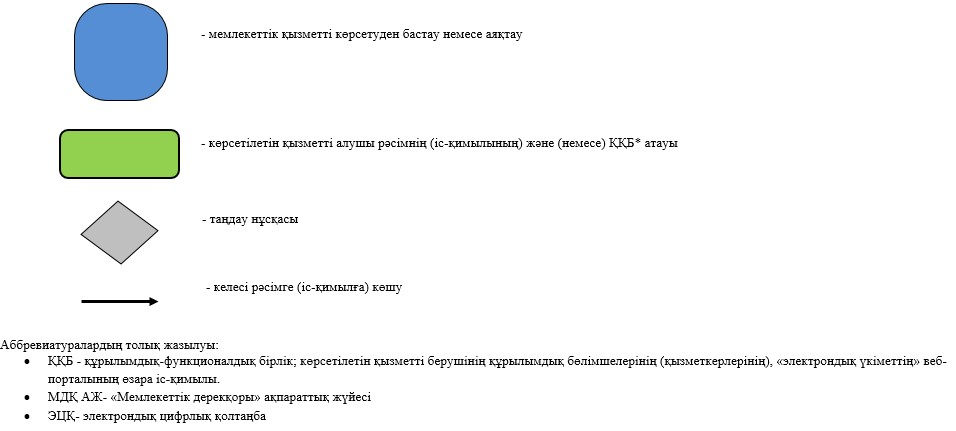 - мемлекеттік қызметті көрсетуден бастау немесе аяқтау
- көрсетілетін қызметті алушы рәсімнің (іс-қимылының) және (немесе) ҚҚБ* атауы
- таңдау нұсқасы
- келесі рәсімге (іс-қимылға) көшу
Аббревиатуралардың толық жазылуы:
• ҚҚБ - құрылымдық-функционалдық бірлік; көрсетілетін қызметті берушінің құрылымдық бөлімшелерінің (қызметкерлерінің), «электрондық үкіметтің» веб-
порталының өзара іс-қимылы.
• МДҚ АЖ- «Мемлекеттік дерекқоры» ақпараттық жүйесі
• ЭЦҚ- электрондық цифрлық қолтаңба